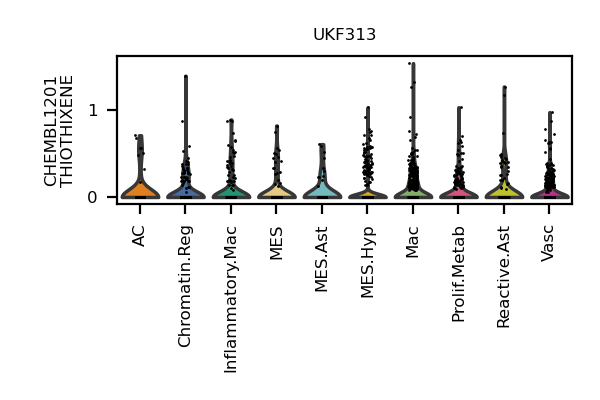 UKF313
CHEMBL1201
THIOTHIXENE
1
0
AC
Chromatin.Reg
Inflammatory.Mac
MES
MES.Ast
MES.Hyp
Mac
Prolif.Metab
Reactive.Ast
Vasc